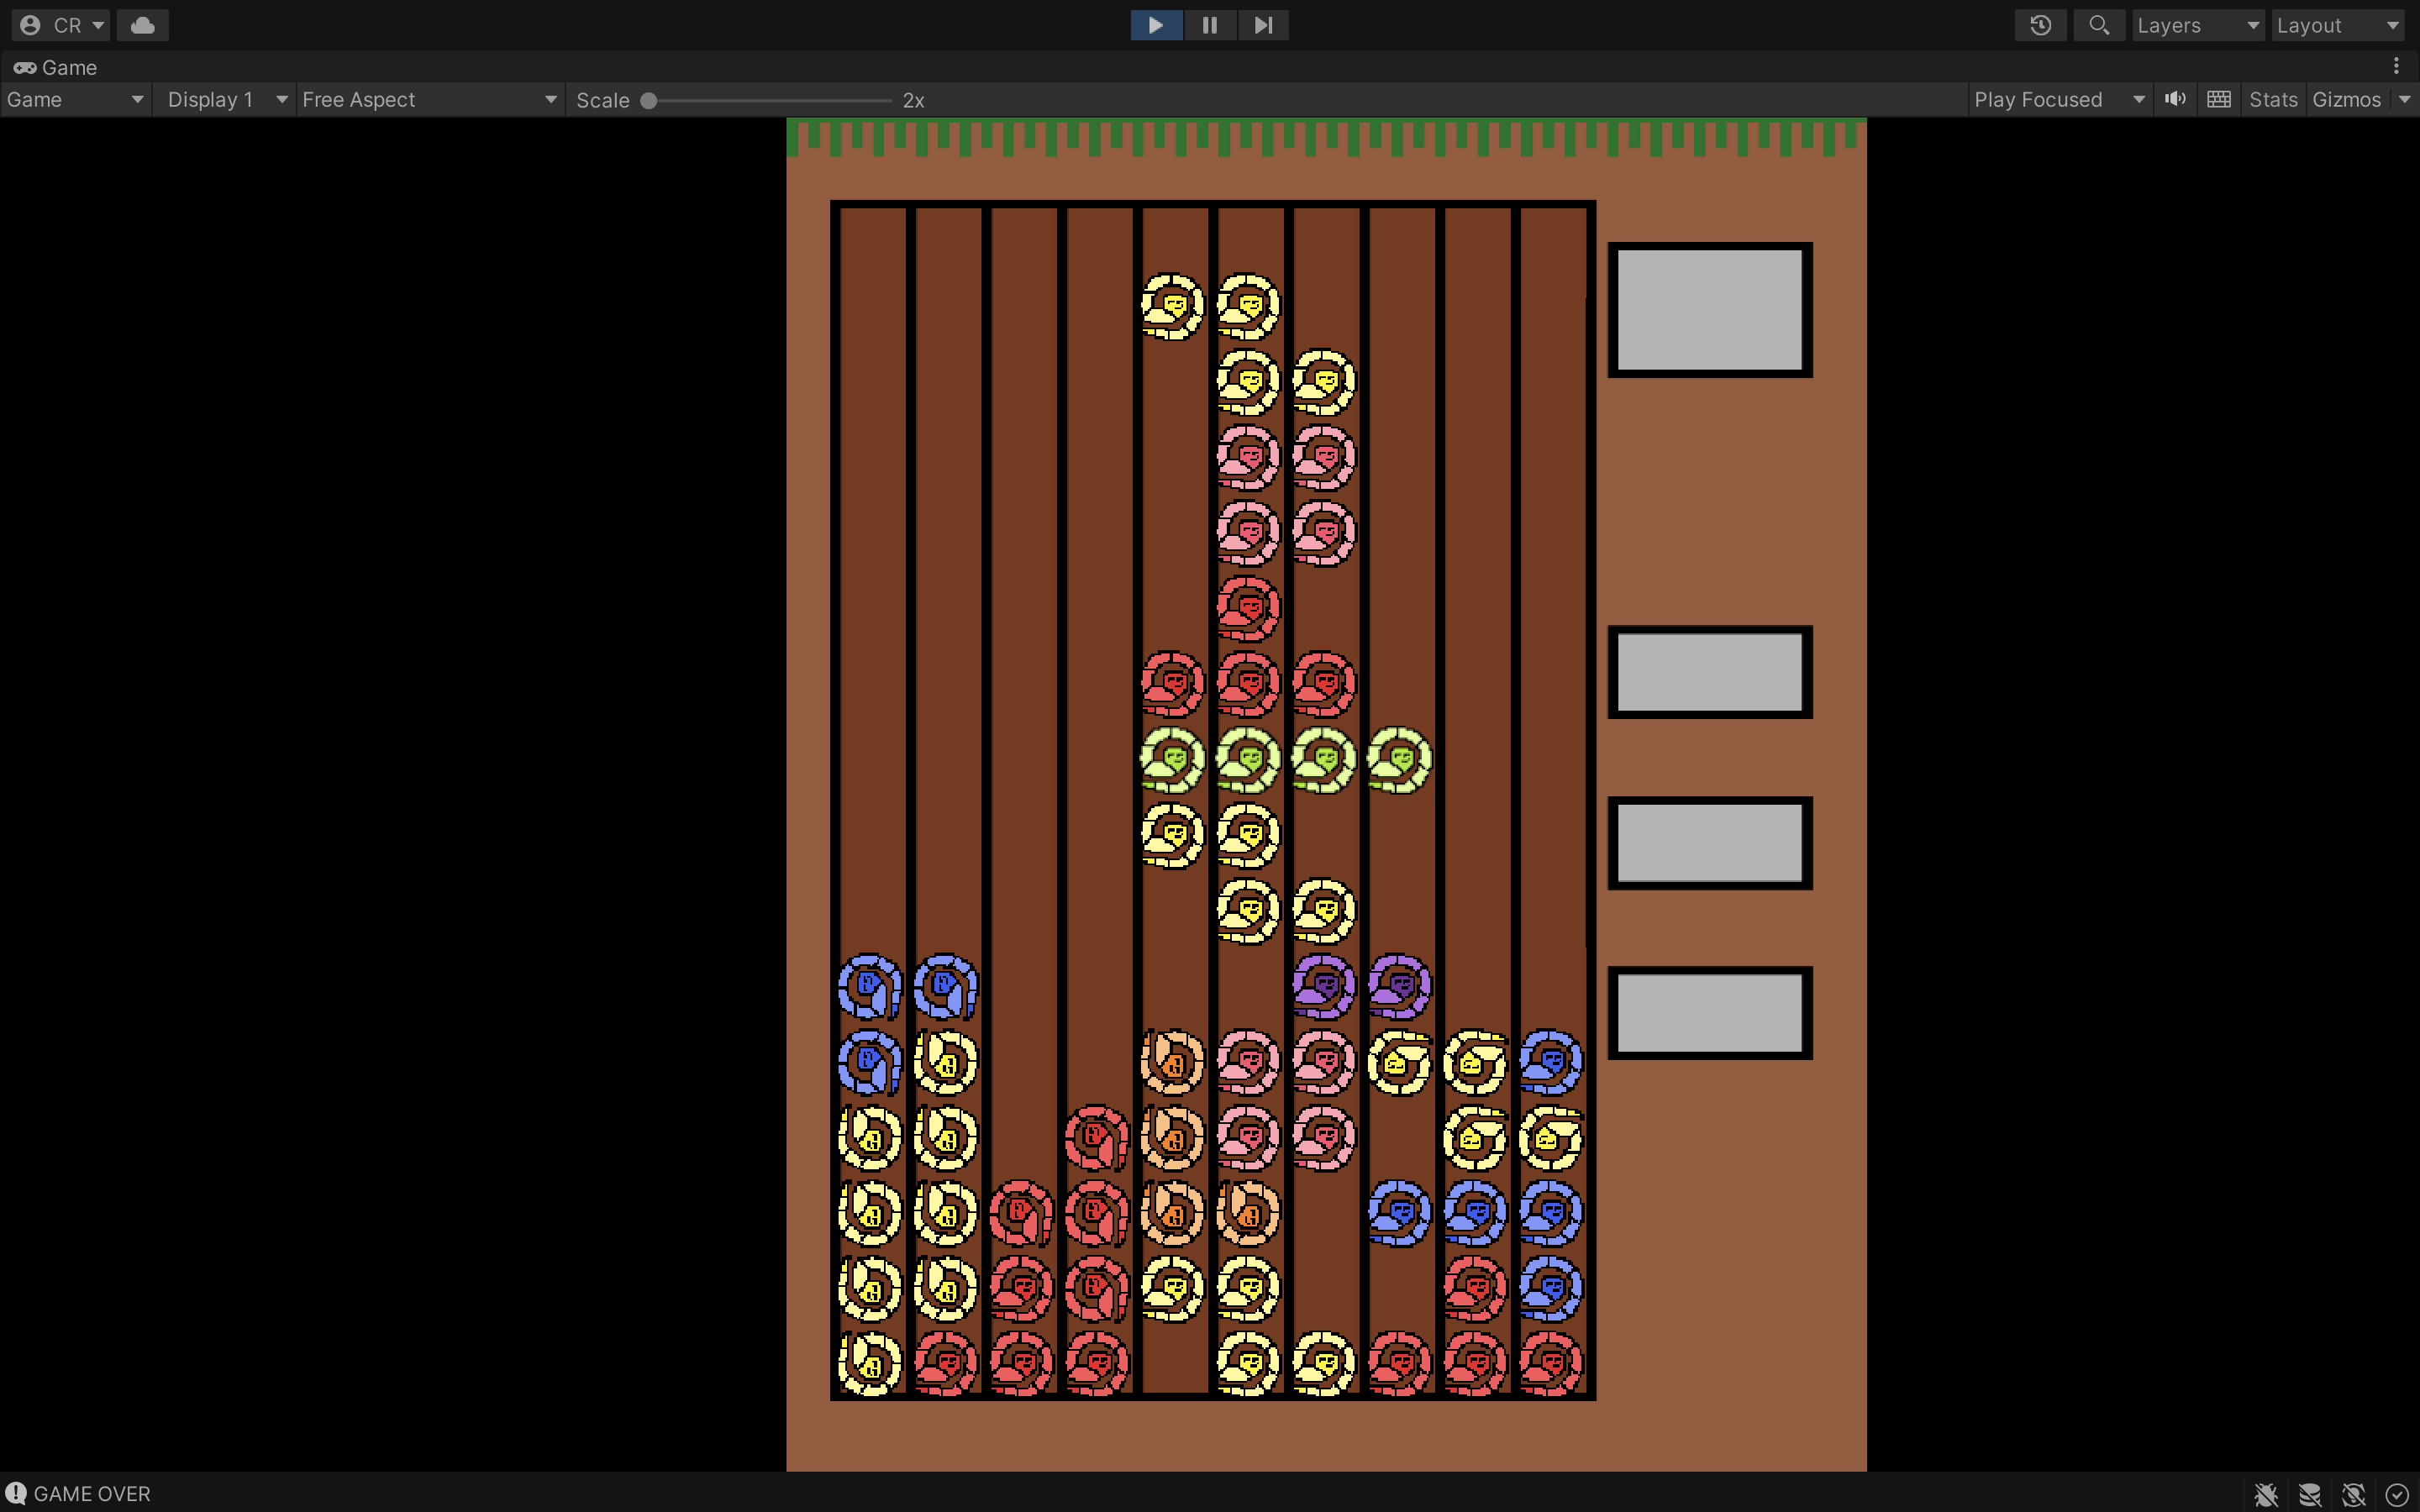 CR
Layers
Layout
Game
Game
Display 1
Free Aspect
Scale
2x
Play Focused
Stats
Gizmos
GAME OVER